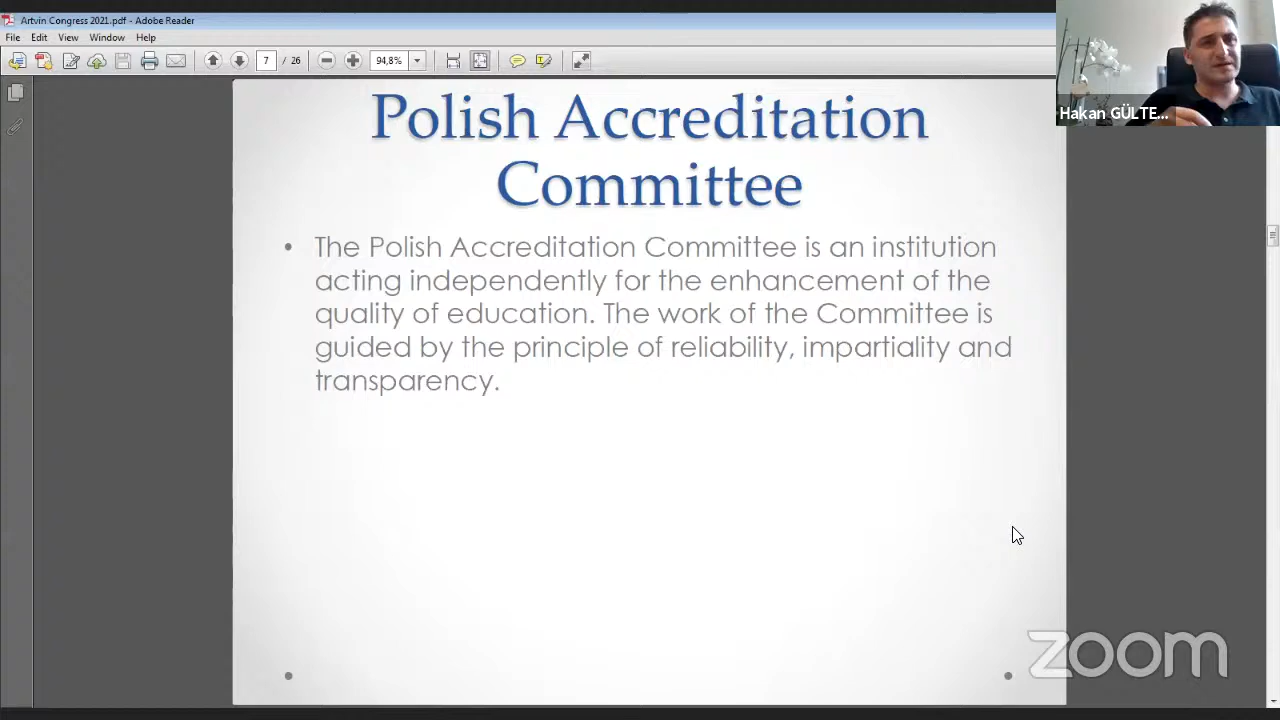 Artvin Congress 2021.pdf - Adobe Reader
File Edit View Window Help
7 / 26 94,8%
Hakan GÜLTE...
Polish Accreditation
Committee
• The Polish Accreditation Committee is an institution
acting independently for the enhancement of the
quality of education. The work of the Committee is
guided by the principle of reliability, impartiality and
transparency.
zoom